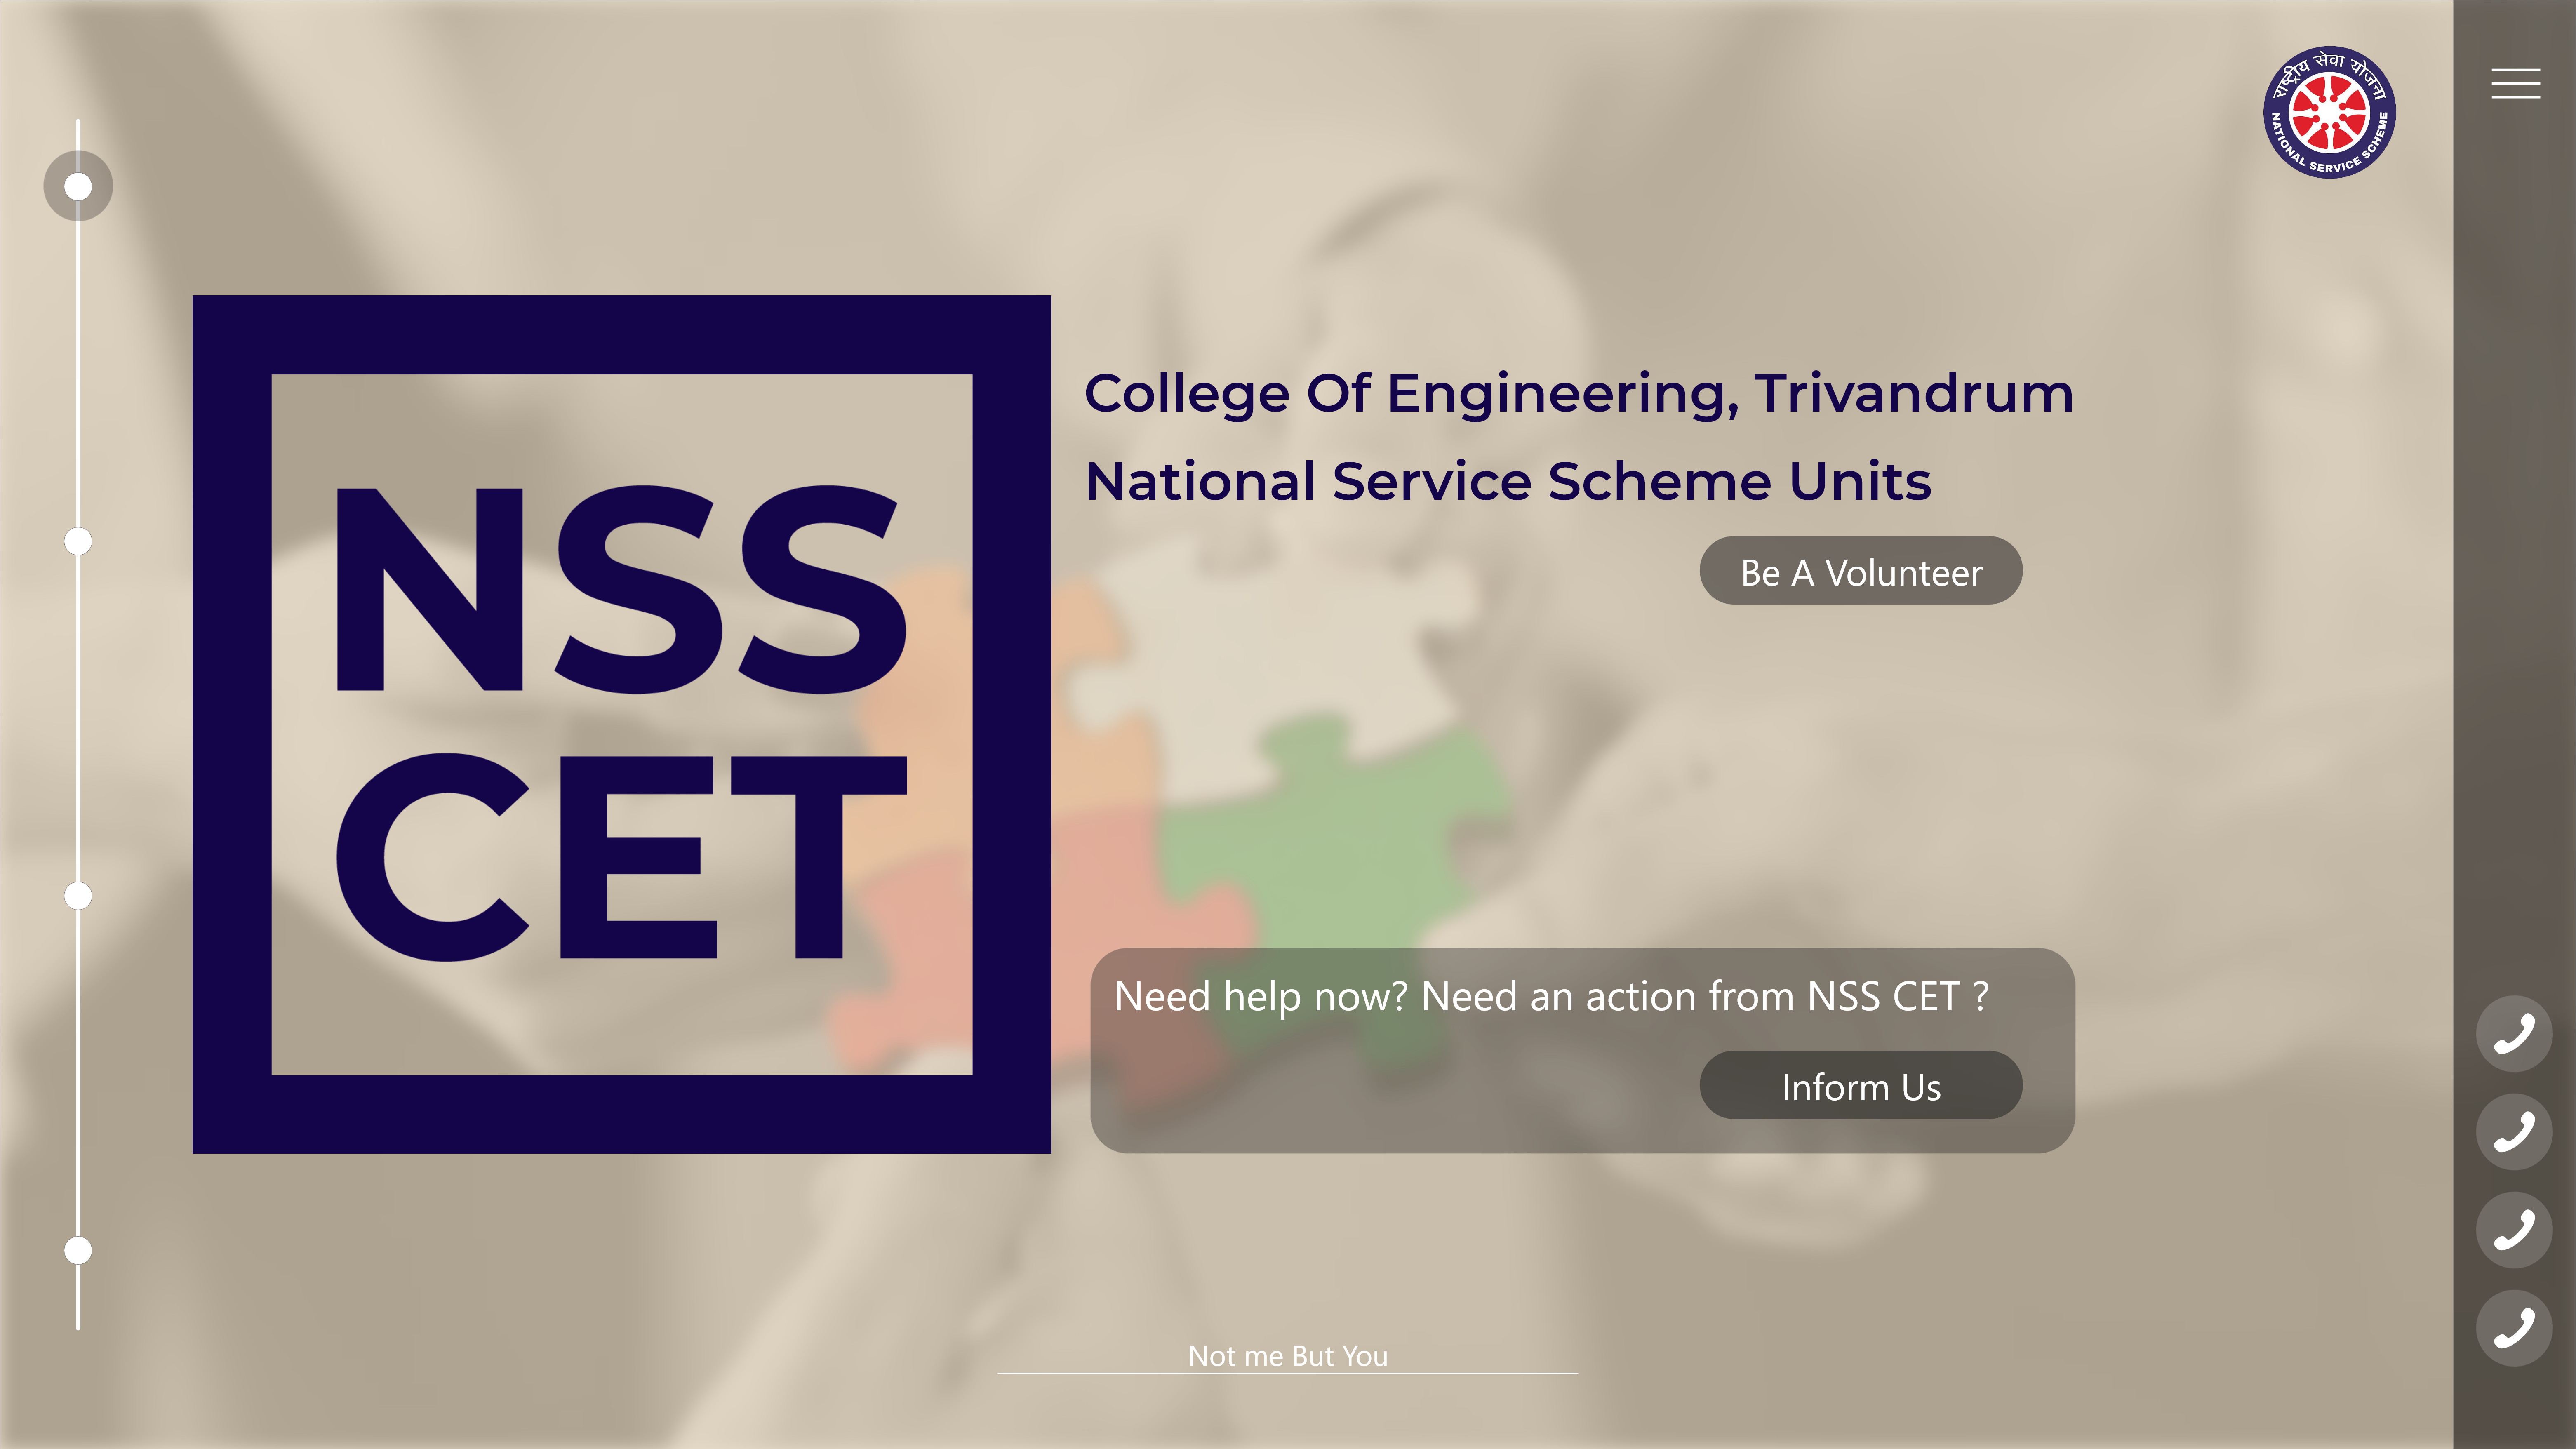 राष्ट्रीय सेवा योजना
NATIONAL SERVICE SCHEME
NSS
CET
College Of Engineering, Trivandrum
National Service Scheme Units
Be A Volunteer
Need help now? Need an action from NSS CET ?
Inform Us
Not me But You